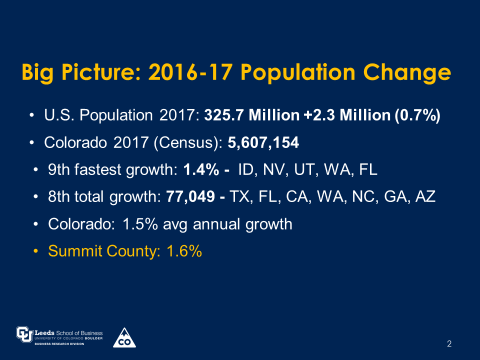 Big Picture: 2016-17 Population Change
• U.S. Population 2017: 325.7 Million +2.3 Million (0.7%)
• Colorado 2017 (Census): 5,607,154
• 9th fastest growth: 1.4% - ID, NV, UT, WA, FL
• 8th total growth: 77,049 - TX, FL, CA, WA, NC, GA, AZ
• Colorado: 1.5% avg annual growth
• Summit County: 1.6%
CU Leeds School of Business
UNIVERSITY OF COLORADO BOULDER
BUSINESS RESEARCH DIVISION
CO
2